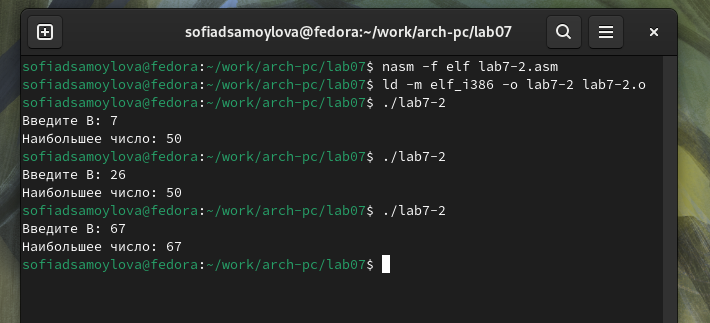 sofiadsamoylova@fedora:~/work/arch-pc/lab07
sofiadsamoylova@fedora:~/work/arch-pc/lab07$ nasm -f elf lab7-2.asm
sofiadsamoylova@fedora:~/work/arch-pc/lab07$ ld -m elf_i386 -o lab7-2 lab7-2.o
sofiadsamoylova@fedora:~/work/arch-pc/lab07$ ./lab7-2
Введите B: 7
Наибольшее число: 50
sofiadsamoylova@fedora:~/work/arch-pc/lab07$ ./lab7-2
Введите B: 26
Наибольшее число: 50
sofiadsamoylova@fedora:~/work/arch-pc/lab07$ ./lab7-2
Введите B: 67
Наибольшее число: 67
sofiadsamoylova@fedora:~/work/arch-pc/lab07$